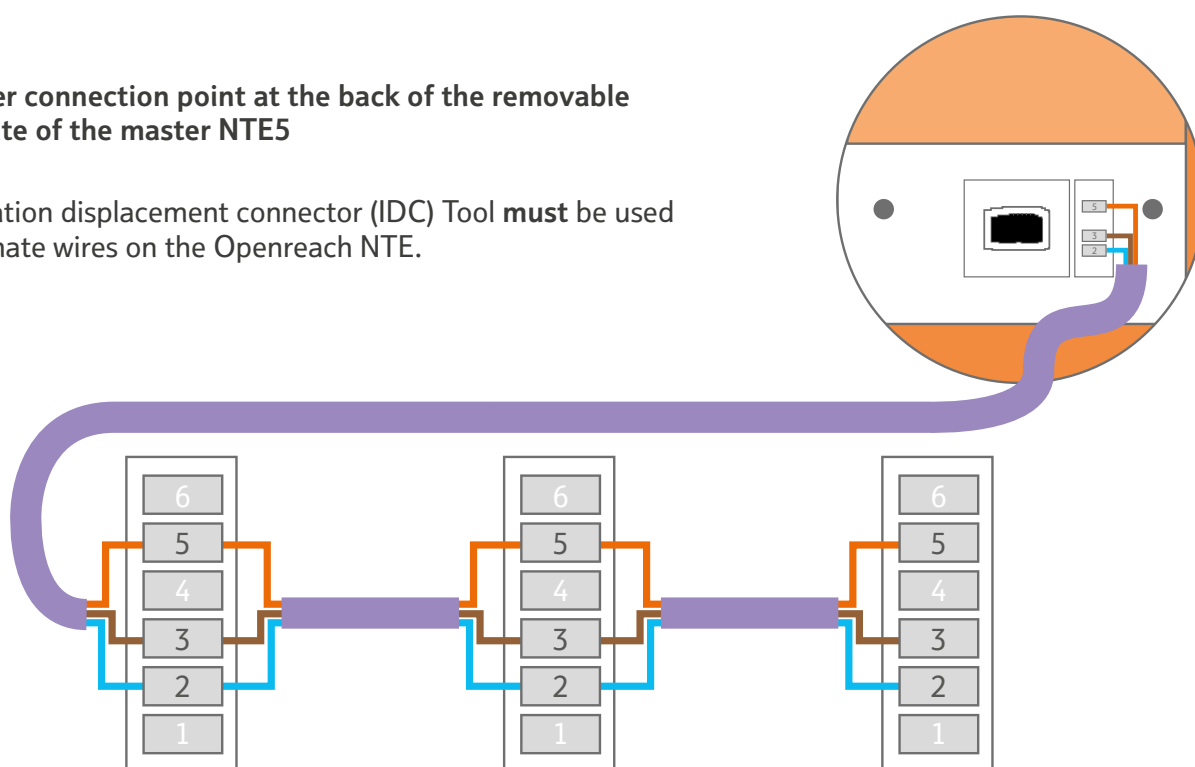 er connection point at the back of the removable
te of the master NTE5
ation displacement connector (IDC) Tool must be used
nate wires on the Openreach NTE.
5
3
2
6 6 6
5 5 5
4 4 4
3 3 3
2 2 2
1 1 1